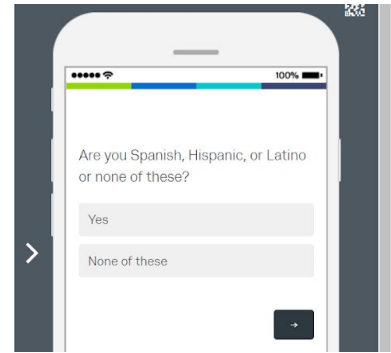 100%
Are you Spanish, Hispanic, or Latino
or none of these?
Yes
None of these